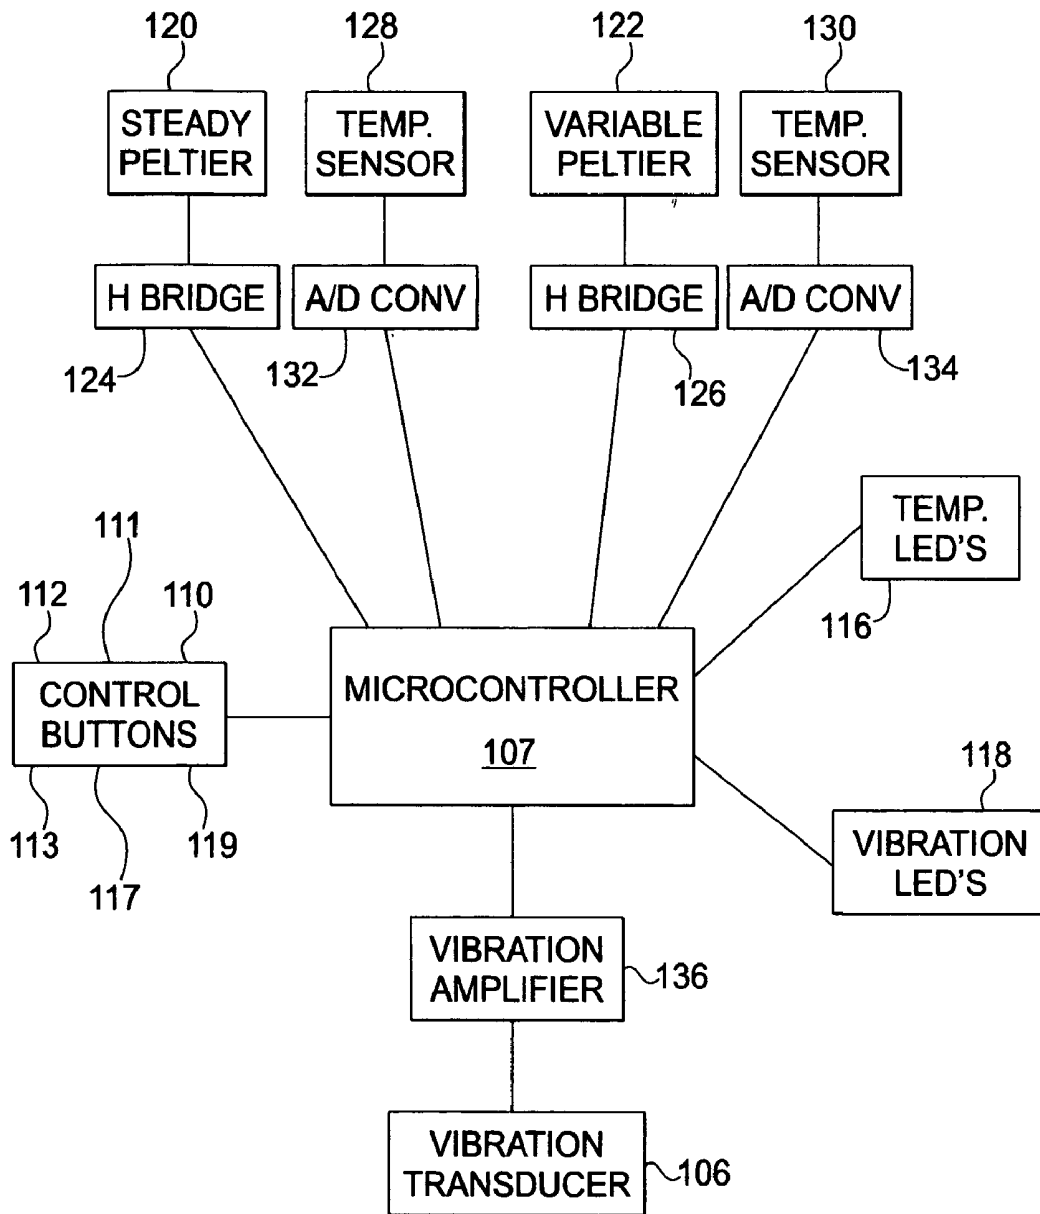 120
128
122
130
STEADY
PELTIER
TEMP.
SENSOR
VARIABLE
PELTIER
TEMP.
SENSOR
H BRIDGE
A/D CONV
H BRIDGE
A/D CONV
124
132
126
134
TEMP.
LED'S
116
111
112
110
CONTROL
BUTTONS
113
117
119
MICROCONTROLLER
107
118
VIBRATION
LED'S
VIBRATION
AMPLIFIER
136
VIBRATION
TRANSDUCER
106